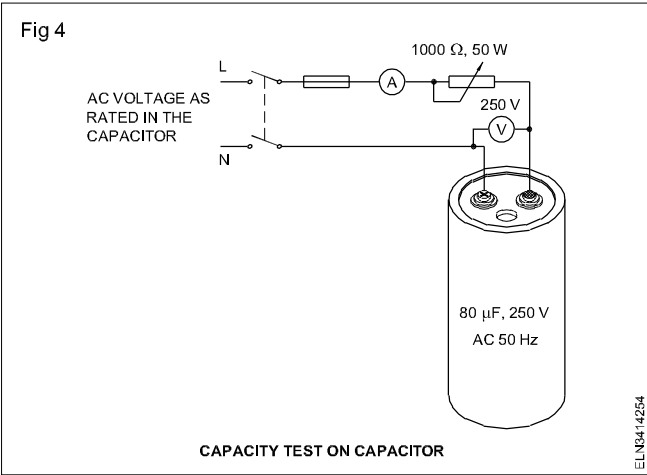 Fig 4
1000 Ω, 50 W
L
A
250 V
AC VOLTAGE AS
RATED IN THE
CAPACITOR
V
N
80 µF, 250 V
AC 50 Hz
CAPACITY TEST ON CAPACITOR
ELN3414254